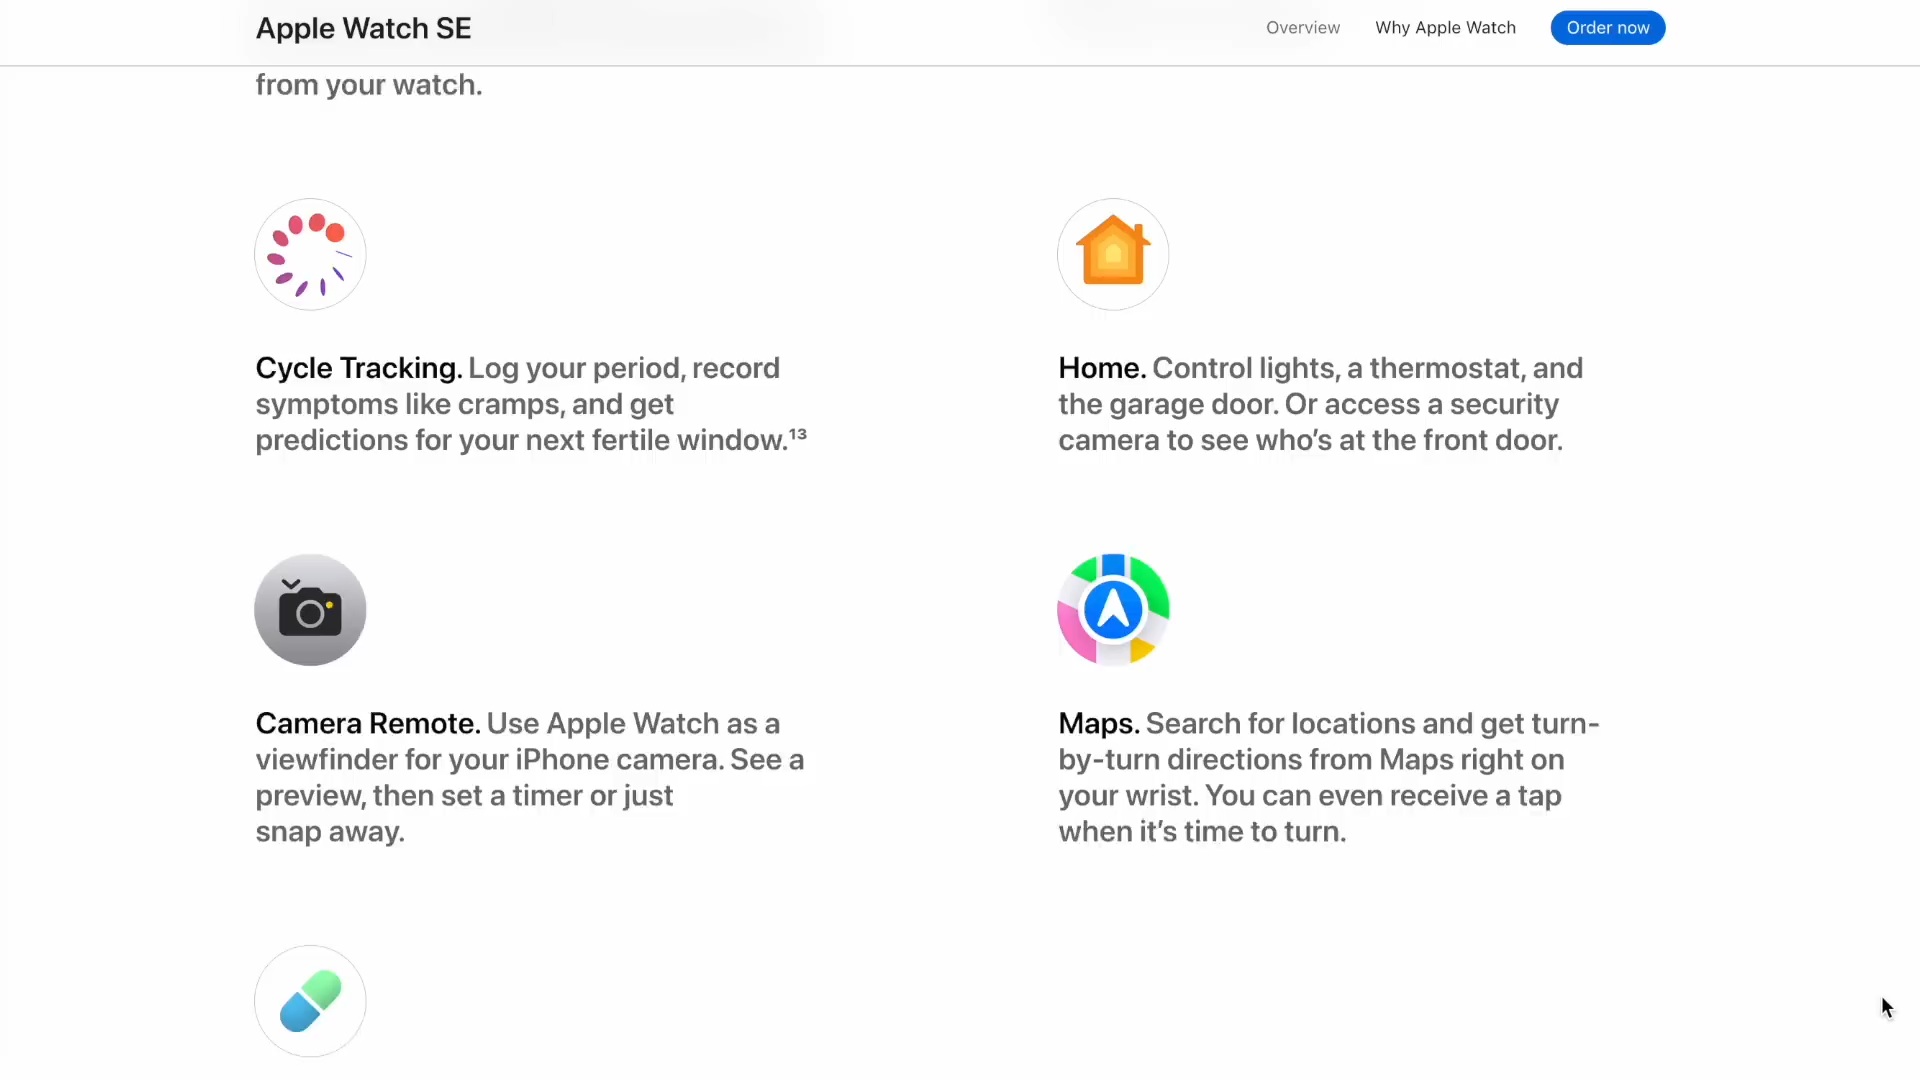 Apple Watch SE
Overview
Why Apple Watch
Order now
from your watch.
Cycle Tracking. Log your period, record
symptoms like cramps, and get
predictions for your next fertile window.¹³
Home. Control lights, a thermostat, and
the garage door. Or access a security
camera to see who’s at the front door.
Camera Remote. Use Apple Watch as a
viewfinder for your iPhone camera. See a
preview, then set a timer or just
snap away.
Maps. Search for locations and get turn-
by-turn directions from Maps right on
your wrist. You can even receive a tap
when it’s time to turn.